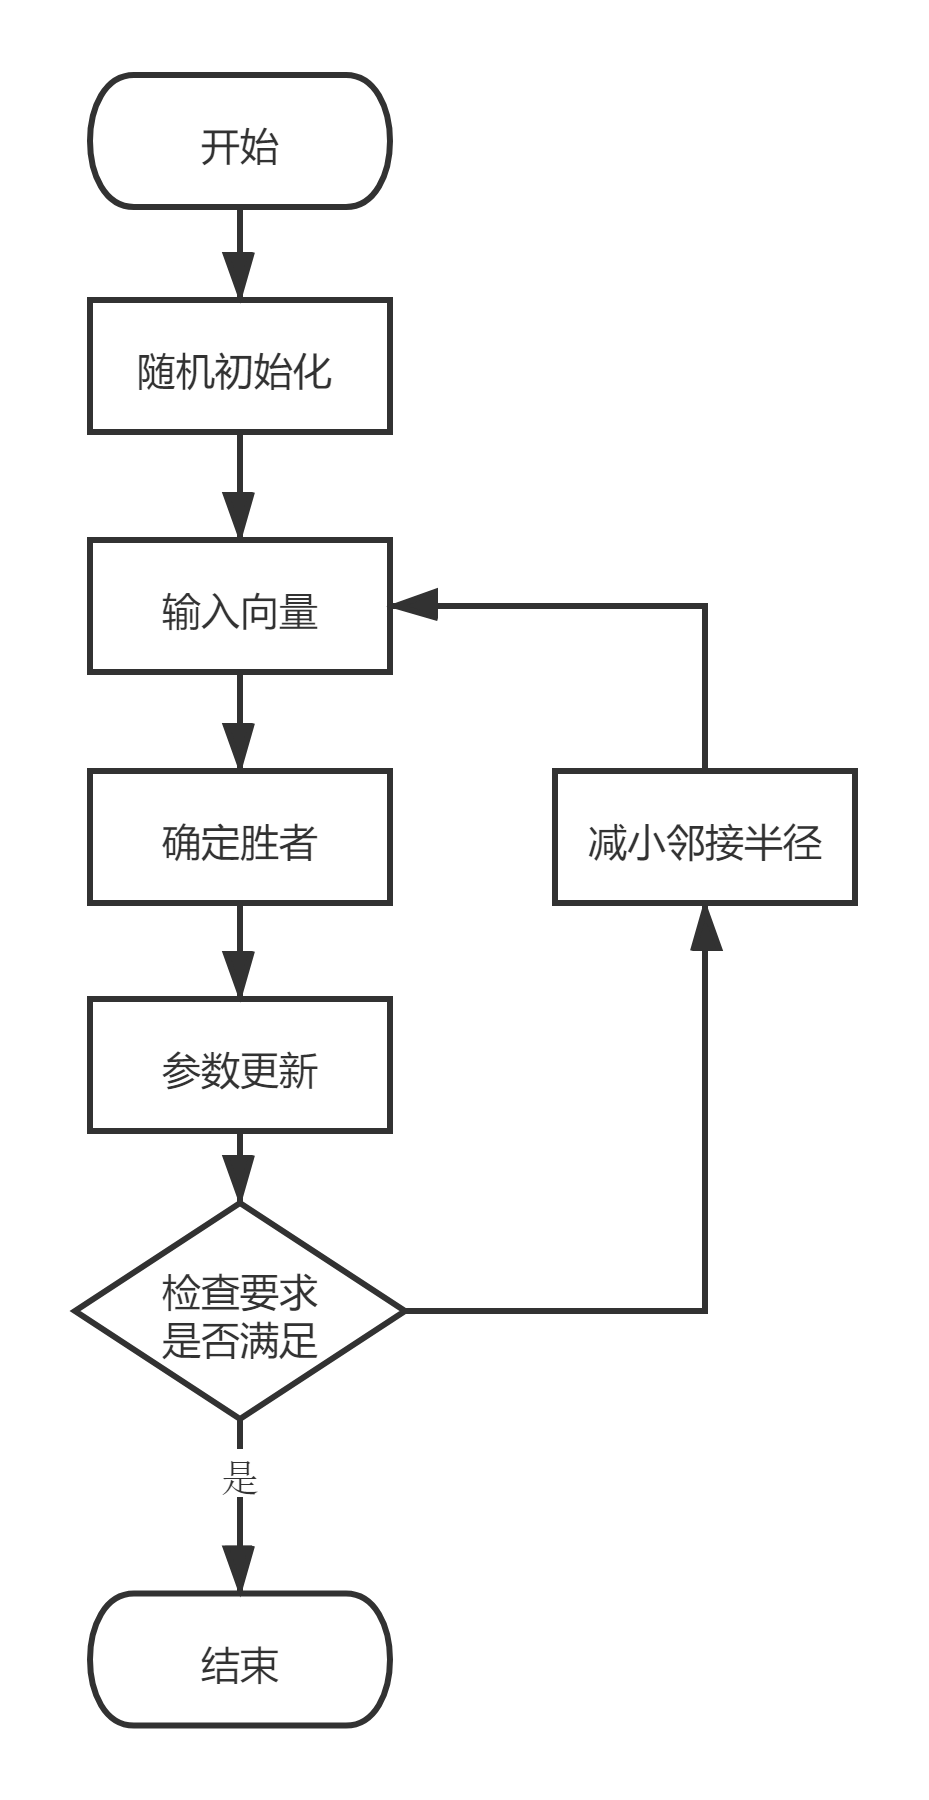 开始
随机初始化
输入向量
确定胜者
减小邻接半径
参数更新
检查要求
是否满足
是
结束